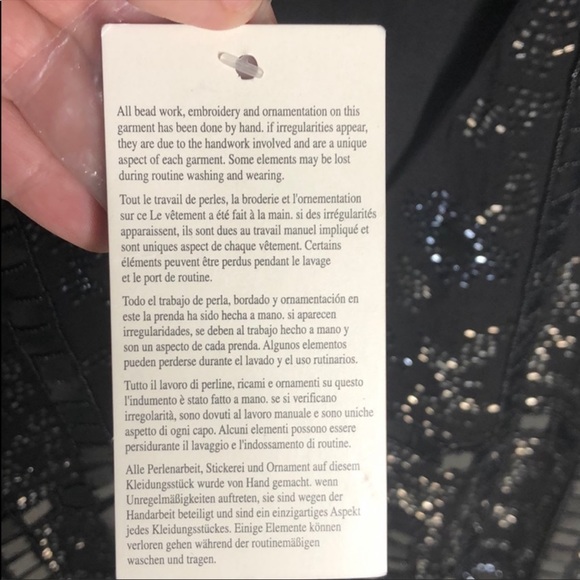 All bead work, embroidery and ornamentation on this
garment has been done by hand. if irregularities appear,
they are due to the handwork involved and are a unique
aspect of each garment. Some elements may be lost
during routine washing and wearing.
Tout le travail de perles, la broderie et l'ornementation
sur ce Le vêtement a été fait à la main. si des irrégularités
apparaissent, ils sont dues au travail manuel impliqué et
sont uniques aspect de chaque vêtement. Certains
éléments peuvent être perdus pendant le lavage
et le port de routine.
Todo el trabajo de perla, bordado y ornamentación en
este la prenda ha sido hecha a mano. si aparecen
irregularidades, se deben al trabajo hecho a mano y
son un aspecto de cada prenda. Algunos elementos
pueden perderse durante el lavado y el uso rutinarios.
Tutto il lavoro di perline, ricami e ornamenti su questo
l'indumento è stato fatto a mano. se si verificano
irregolarità, sono dovuti al lavoro manuale e sono uniche
aspetto di ogni capo. Alcuni elementi possono essere
persidurante il lavaggio e l'indossamento di routine.
Alle Perlenarbeit, Stickerei und Ornament auf diesem
Kleidungsstück wurde von Hand gemacht. wenn
Unregelmäßigkeiten auftreten, sie sind wegen der
Handarbeit beteiligt und sind ein einzigartiges Aspekt
jedes Kleidungsstückes. Einige Elemente können
verloren gehen während der routinemäßigen
waschen und tragen.